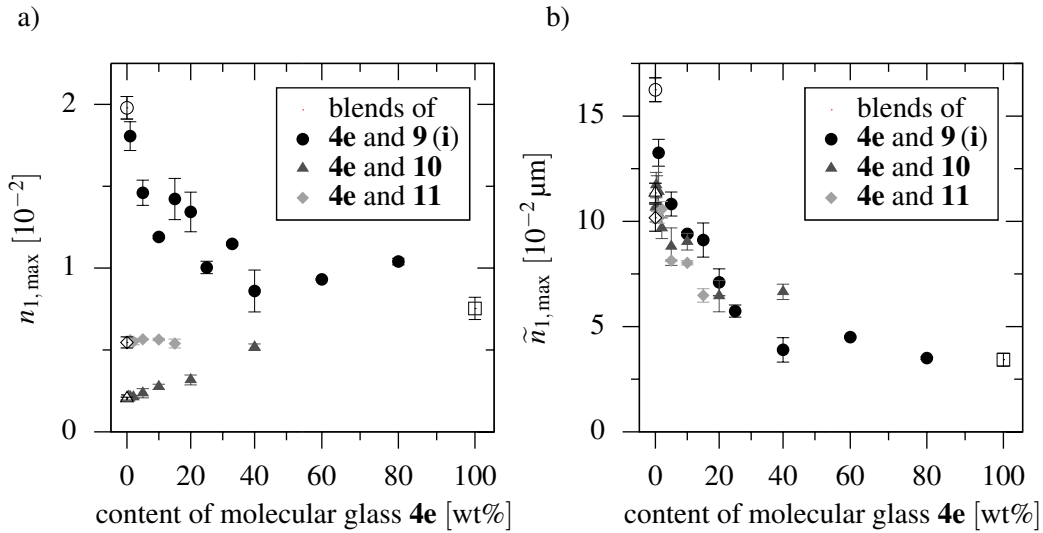 a)
n1,max [10−2]
2
1
0
blends of
4e and 9 (i)
4e and 10
4e and 11
0 20 40 60 80 100
content of molecular glass 4e [wt%]
b)
ñ1,max [10−2 µm]
15
10
5
0
blends of
4e and 9 (i)
4e and 10
4e and 11
0 20 40 60 80 100
content of molecular glass 4e [wt%]